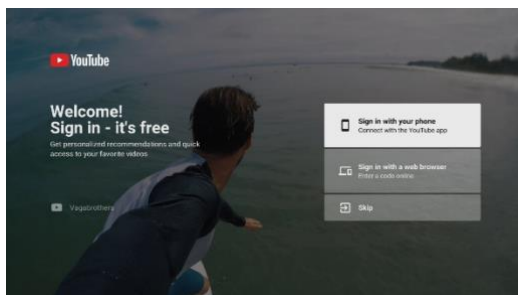 YouTube
Welcome!
Sign in - it's free
Get personalized recommendations and quick
access to your favorite videos
Vagabrothers
Sign in with your phone
Connect with the YouTube app
Sign in with a web browser
Enter a code online
Skip